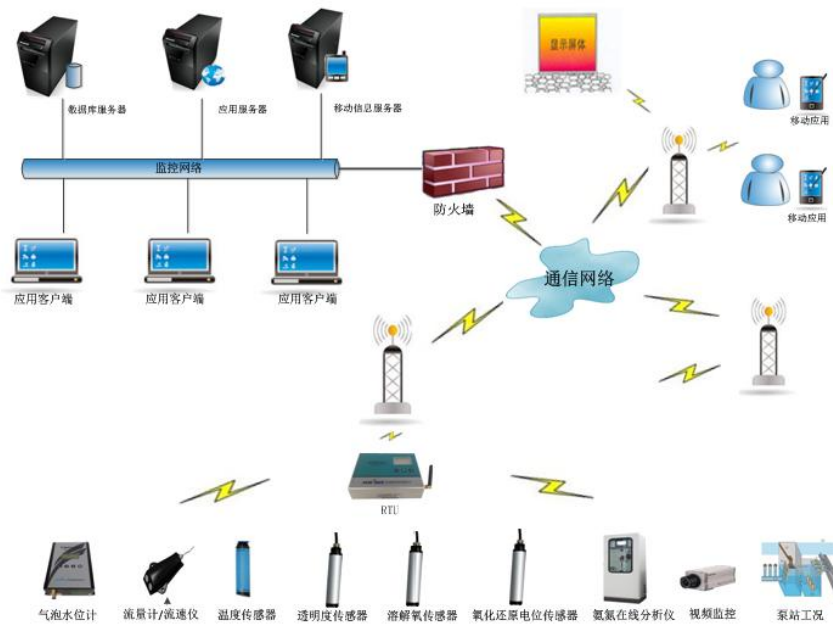 显示屏体
数据库服务器
应用服务器
移动信息服务器
移动应用
监控网络
防火墙
移动应用
通信网络
应用客户端
应用客户端
应用客户端
RTU
气泡水位计
流量计/流速仪
温度传感器
透明度传感器
溶解氧传感器
氧化还原电位传感器
氨氮在线分析仪
视频监控
泵站工况